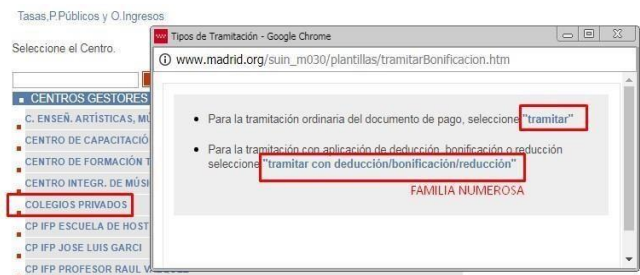 Tasas,P.Públicos y O.Ingresos
Seleccione el Centro.
CENTROS GESTORES
C. ENSEÑ. ARTÍSTICAS, MÚ
CENTRO DE CAPACITACIÓ
CENTRO DE FORMACIÓN T
CENTRO INTEGR. DE MÚSI
COLEGIOS PRIVADOS
CP IFP ESCUELA DE HOST
CP IFP JOSE LUIS GARCI
CP IFP PROFESOR RAUL VÁZQUEZ
Tipos de Tramitación - Google Chrome
www.madrid.org/suin_m030/plantillas/tramitarBonificacion.htm
Para la tramitación ordinaria del documento de pago, seleccione "tramitar"
Para la tramitación con aplicación de deducción, bonificación o reducción
seleccione "tramitar con deducción/bonificación/reducción"
FAMILIA NUMEROSA